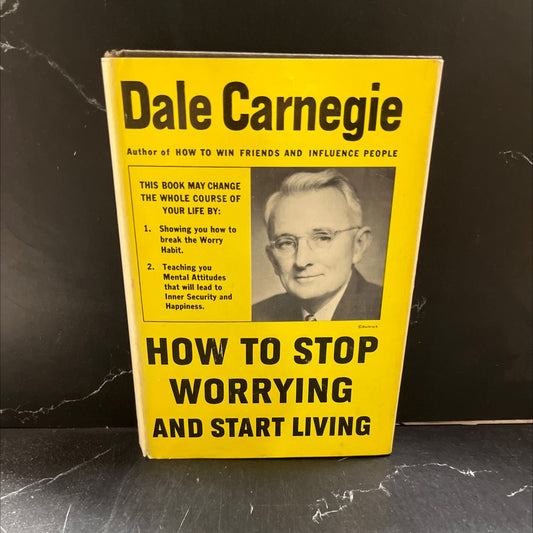 Dale Carnegie
Author of HOW TO WIN FRIENDS AND INFLUENCE PEOPLE
THIS BOOK MAY CHANGE
THE WHOLE COURSE OF
YOUR LIFE BY:
1. Showing you how to
break the Worry
Habit.
2. Teaching you
Mental Attitudes
that will lead to
Inner Security and
Happiness.
HOW TO STOP
WORRYING
AND START LIVING